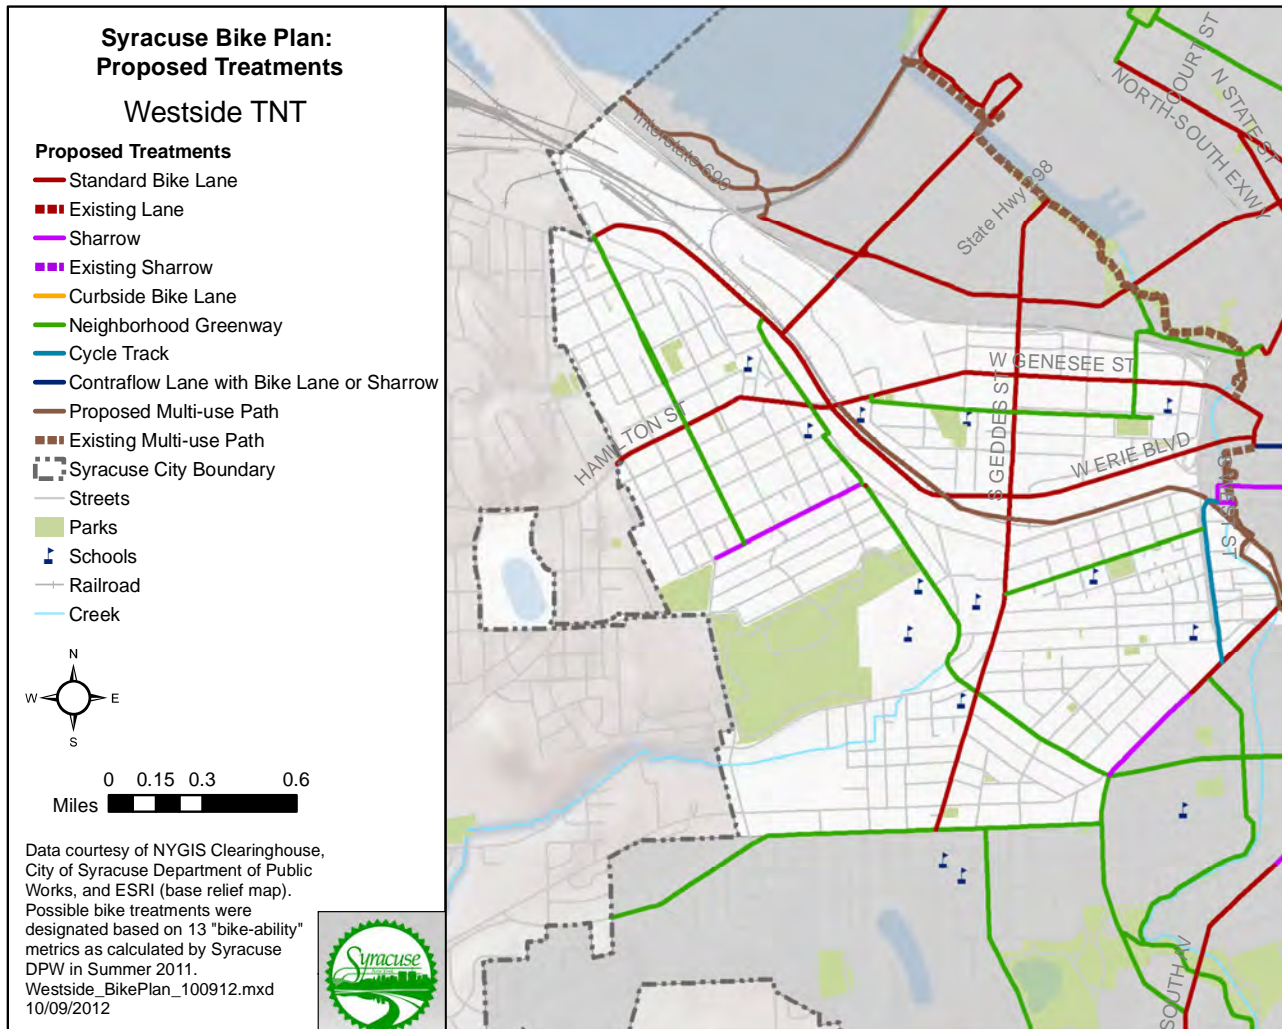 Syracuse Bike Plan:
Proposed Treatments
Westside TNT
Proposed Treatments
Standard Bike Lane
Existing Lane
Sharrow
Existing Sharrow
Curbside Bike Lane
Neighborhood Greenway
Cycle Track
Contraflow Lane with Bike Lane or Sharrow
Proposed Multi-use Path
Existing Multi-use Path
Syracuse City Boundary
Streets
Parks
Schools
Railroad
Creek
N
W
E
S
0 0.15 0.3 0.6
Miles
Data courtesy of NYGIS Clearinghouse,
City of Syracuse Department of Public
Works, and ESRI (base relief map).
Possible bike treatments were
designated based on 13 "bike-ability"
metrics as calculated by Syracuse
DPW in Summer 2011.
Westside_BikePlan_100912.mxd
10/09/2012
Syracuse
COURT ST
N STATE ST
NORTH-SOUTH EXWY
Interstate 690
State Hwy 298
W GENESEE ST
S GEDDES ST
HAMILTON ST
W ERIE BLVD
S WEST ST
SOUTH AV